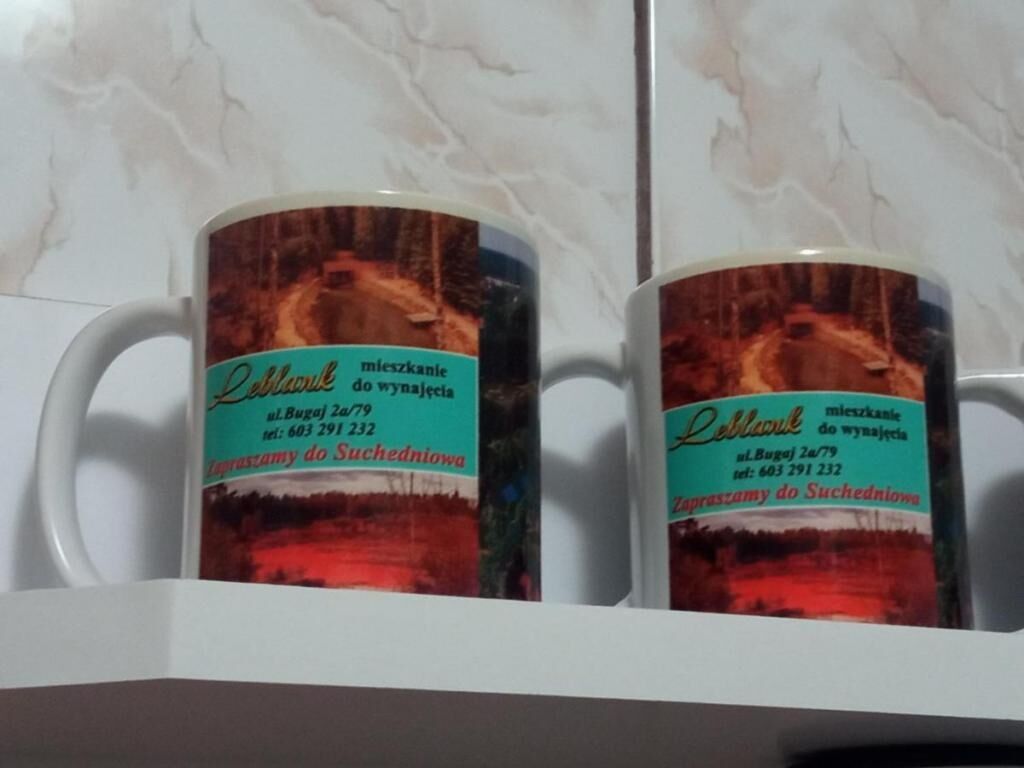 Leblank
mieszkanie
do wynajęcia
ul.Bugaj 2a/79
tel: 603 291 232
Zapraszamy do Suchedniowa
Leblank
mieszkanie
do wynajęcia
ul.Bugaj 2a/79
tel: 603 291 232
Zapraszamy do Suchedniowa